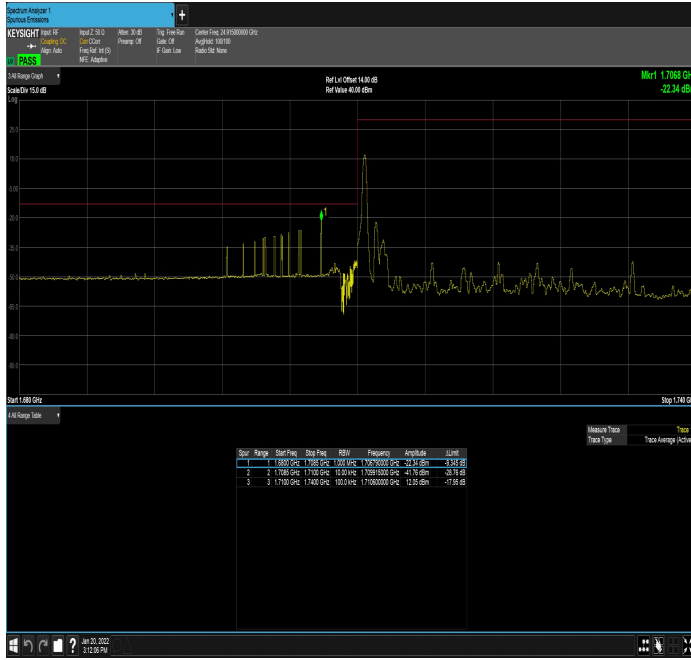 Spectrum Analyzer 1
Spurious Emissions
+
KEYSIGHT Input: RF Input Z: 50 Ω Atten: 30 dB Trig: Free Run Center Freq: 24.915000000 GHz
Coupling: DC Corr CCorr Preamp: Off Gate: Off Avg|Hold: 100/100
Align: Auto Freq Ref: Int (S) IF Gain: Low Radio Std: None
NFE: Adaptive
PASS
3 All Range Graph
Scale/Div 15.0 dB
Ref Lvl Offset 14.00 dB
Ref Value 40.00 dBm
Mkr1 1.7068 GH
-22.34 dB
Log
25.0
10.0
-5.00
-20.0
-35.0
-50.0
-65.0
-80.0
-95.0
1
Start 1.680 GHz
Stop 1.740 G
4 All Range Table
Measure Trace Trace
Trace Type Trace Average (Active
Spur Range Start Freq Stop Freq RBW Frequency Amplitude ΔLimit
1 1 1.6800 GHz 1.7085 GHz 1.000 MHz 1.706790000 GHz -22.34 dBm -9.345 dB
2 2 1.7085 GHz 1.7100 GHz 10.00 kHz 1.709915000 GHz -41.76 dBm -28.76 dB
3 3 1.7100 GHz 1.7400 GHz 100.0 kHz 1.710600000 GHz 12.05 dBm -17.95 dB
?
Jan 20, 2022
3:12:06 PM